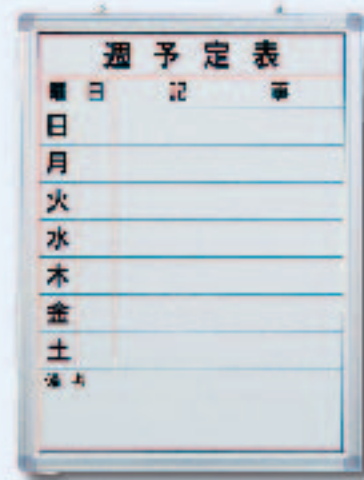 週予定表
曜日 記事
日
月
火
水
木
金
土
備考